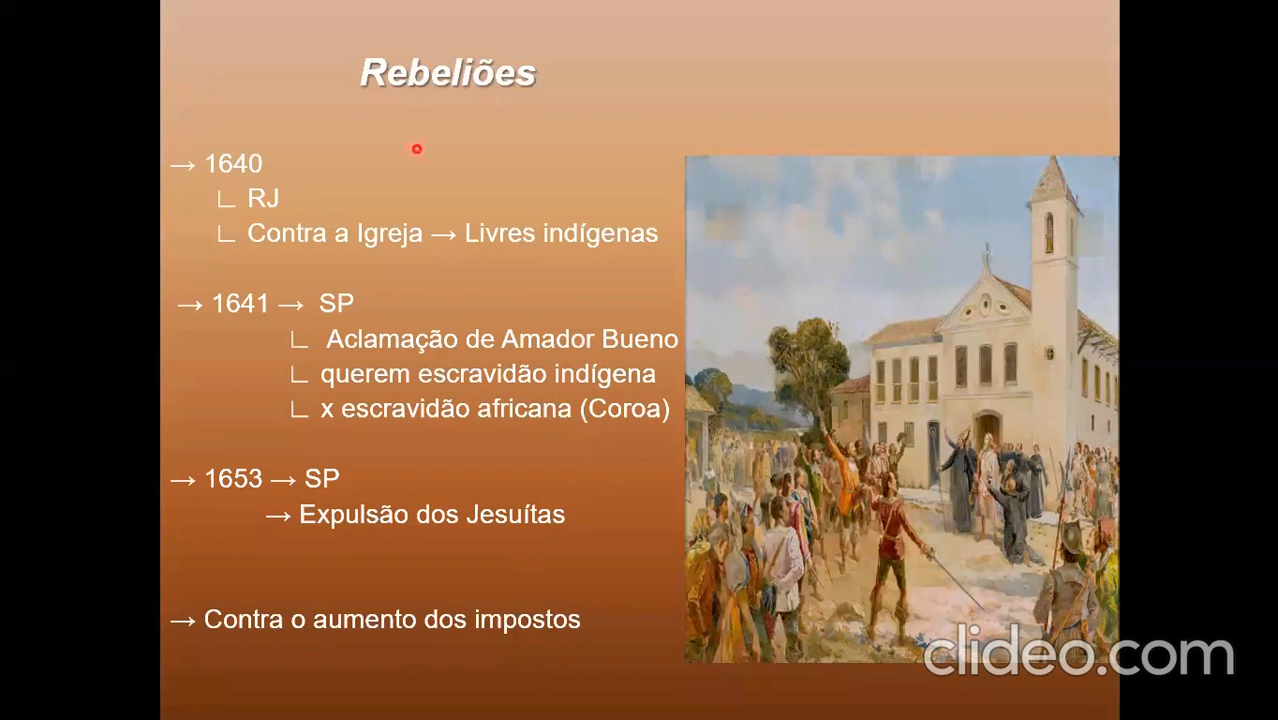 Rebeliões
→ 1640
∟ RJ
∟ Contra a Igreja → Livres indígenas
→ 1641 → SP
∟ Aclamação de Amador Bueno
∟ querem escravidão indígena
∟ x escravidão africana (Coroa)
→ 1653 → SP
→ Expulsão dos Jesuítas
→ Contra o aumento dos impostos
clideo.com